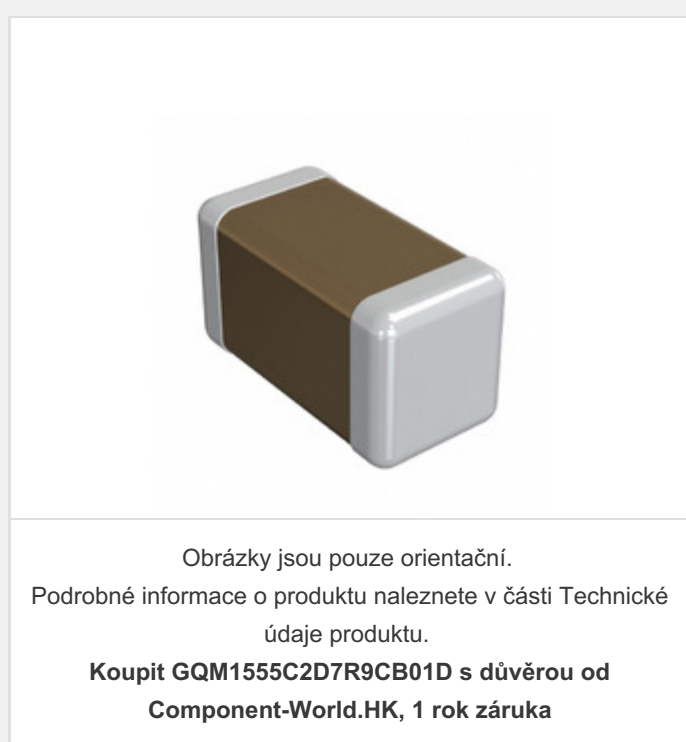 Obrázky jsou pouze orientační.
Podrobné informace o produktu naleznete v části Technické
údaje produktu.
Koupit GQM1555C2D7R9CB01D s důvěrou od
Component-World.HK, 1 rok záruka